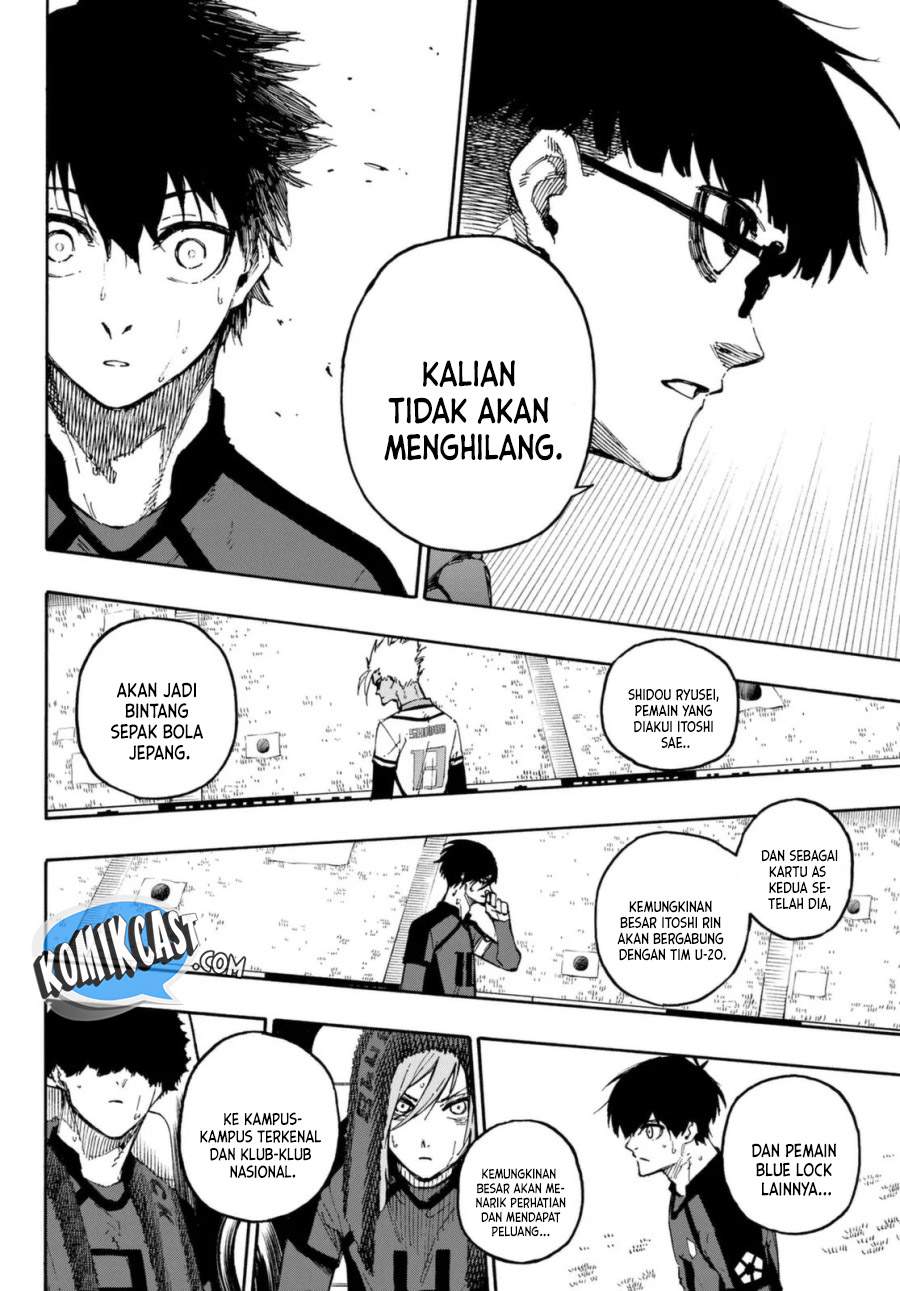 KALIAN
TIDAK AKAN
MENGHILANG.
SHIDOU RYUSEI,
PEMAIN YANG
DIAKUI ITOSHI
SAE..
AKAN JADI
BINTANG
SEPAK BOLA
JEPANG.
SHIDOU
13
DAN SEBAGAI
KARTU AS
KEDUA SE-
TELAH DIA,
KEMUNGKINAN
BESAR ITOSHI RIN
AKAN BERGABUNG
DENGAN TIM U-20.
KOMIKCAST
.COM
DAN PEMAIN
BLUE LOCK
LAINNYA...
KEMUNGKINAN
BESAR AKAN ME-
NARIK PERHATIAN
DAN MENDAPAT
PELUANG...
KE KAMPUS-
KAMPUS TERKENAL
DAN KLUB-KLUB
NASIONAL.